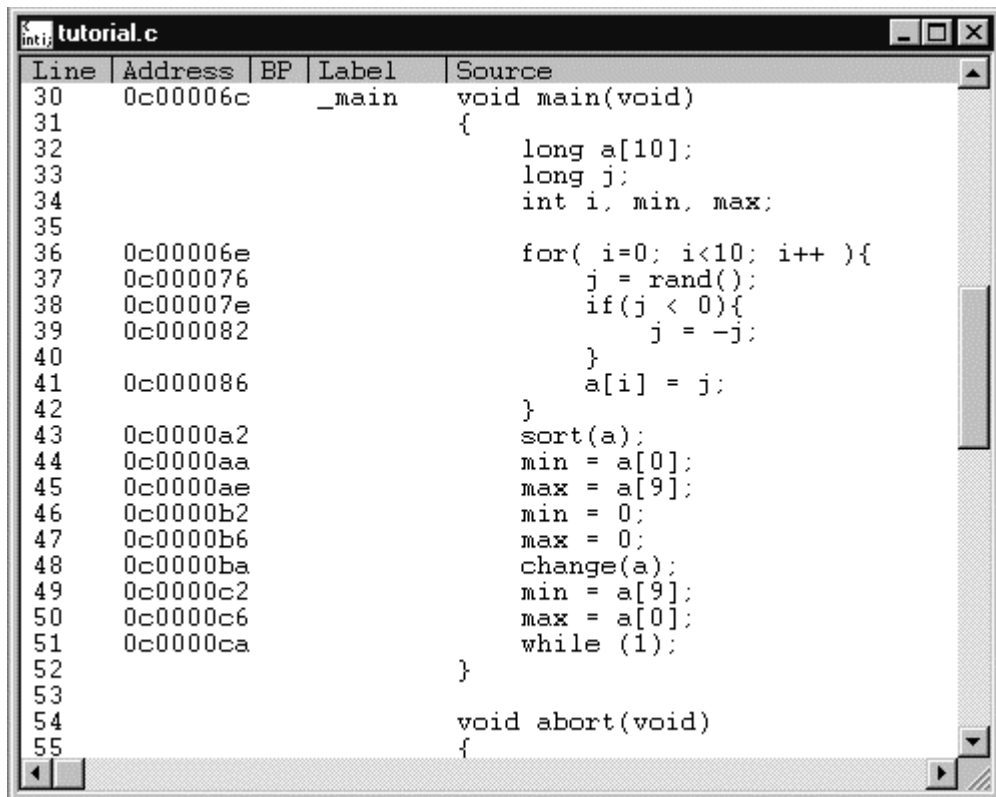 tutorial.c
Line | Address | BP | Label | Source
30 0c00006c _main void main(void)
31 {
32 long a[10];
33 long j;
34 int i, min, max;
35
36 0c00006e for( i=0; i<10; i++ ){
37 0c000076 j = rand();
38 0c00007e if(j < 0){
39 0c000082 j = -j;
40 }
41 0c000086 a[i] = j;
42 }
43 0c0000a2 sort(a);
44 0c0000aa min = a[0];
45 0c0000ae max = a[9];
46 0c0000b2 min = 0;
47 0c0000b6 max = 0;
48 0c0000ba change(a);
49 0c0000c2 min = a[9];
50 0c0000c6 max = a[0];
51 0c0000ca while (1);
52 }
53
54 void abort(void)
55 {